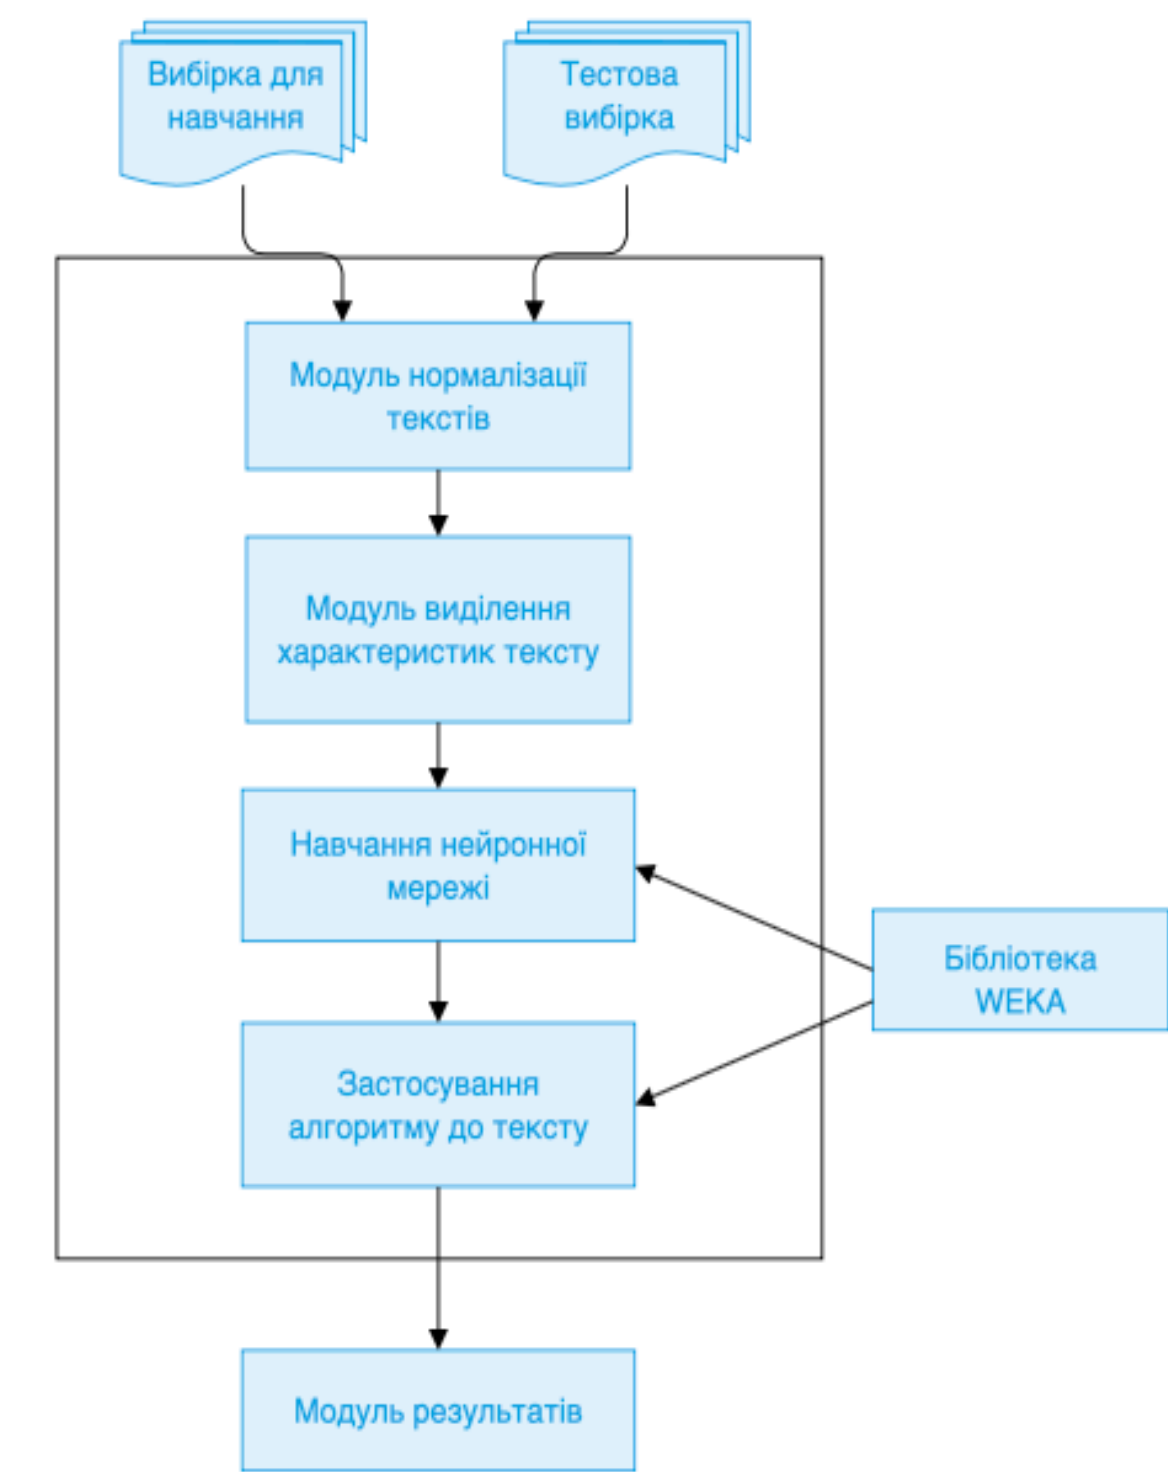 Вибірка для
навчання
Тестова
вибірка
Модуль нормалізації
текстів
Модуль виділення
характеристик тексту
Навчання нейронної
мережі
Бібліотека
WEKA
Застосування
алгоритму до тексту
Модуль результатів